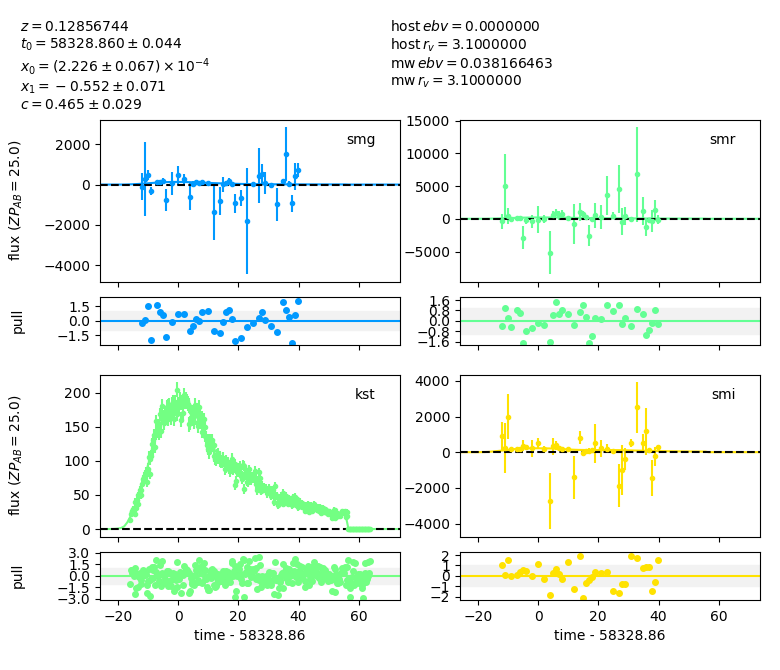 z = 0.12856744
t₀ = 58328.860 ± 0.044
x₀ = (2.226 ± 0.067) × 10⁻⁴
x₁ = −0.552 ± 0.071
c = 0.465 ± 0.029
host ebv = 0.0000000
host r_v = 3.1000000
mw ebv = 0.038166463
mw r_v = 3.1000000
flux (ZP_AB = 25.0)
2000
0
−2000
−4000
smg
15000
10000
5000
0
−5000
smr
pull
1.5
0.0
−1.5
1.6
0.8
0.0
−0.8
−1.6
flux (ZP_AB = 25.0)
200
150
100
50
0
kst
4000
2000
0
−2000
−4000
smi
pull
3.0
1.5
0.0
−1.5
−3.0
2
1
0
−1
−2
−20 0 20 40 60
time - 58328.86
−20 0 20 40 60
time - 58328.86